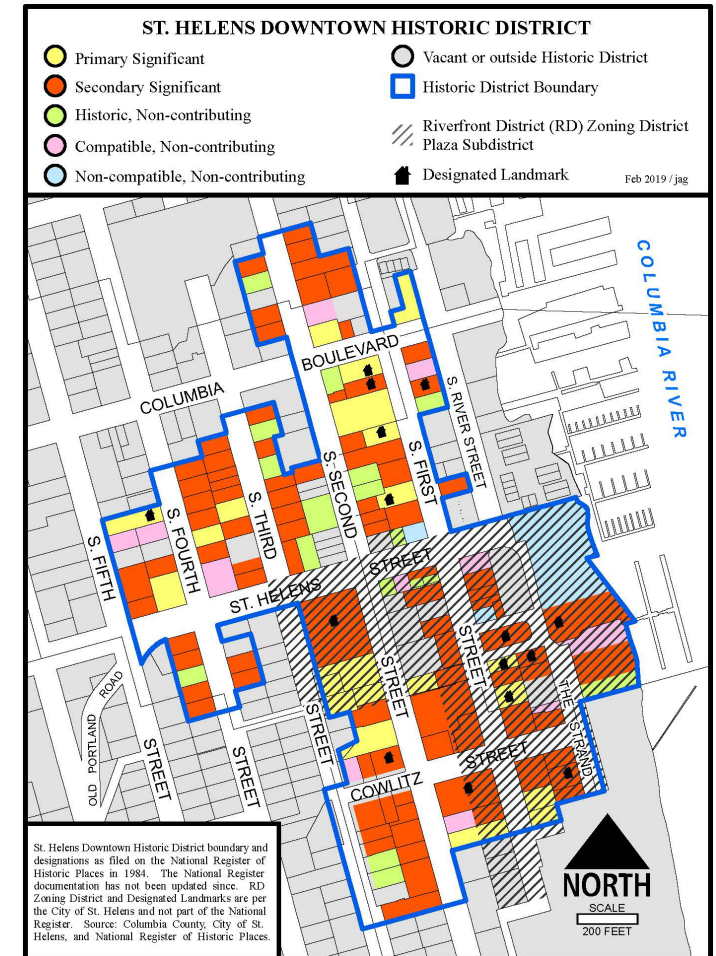 ST. HELENS DOWNTOWN HISTORIC DISTRICT
Primary Significant
Secondary Significant
Historic, Non-contributing
Compatible, Non-contributing
Non-compatible, Non-contributing
Vacant or outside Historic District
Historic District Boundary
Riverfront District (RD) Zoning District
Plaza Subdistrict
Designated Landmark
Feb 2019 / jag
COLUMBIA RIVER
COLUMBIA
BOULEVARD
S. RIVER STREET
S. FIRST
S. SECOND
S. THIRD
S. FOURTH
S. FIFTH
ST. HELENS
STREET
STREET
STREET
STREET
STREET
STREET
THE STRAND
COWLITZ
STREET
OLD PORTLAND
ROAD
St. Helens Downtown Historic District boundary and
designations as filed on the National Register of
Historic Places in 1984. The National Register
documentation has not been updated since. RD
Zoning District and Designated Landmarks are per
the City of St. Helens and not part of the National
Register. Source: Columbia County, City of St.
Helens, and National Register of Historic Places.
NORTH
SCALE
200 FEET